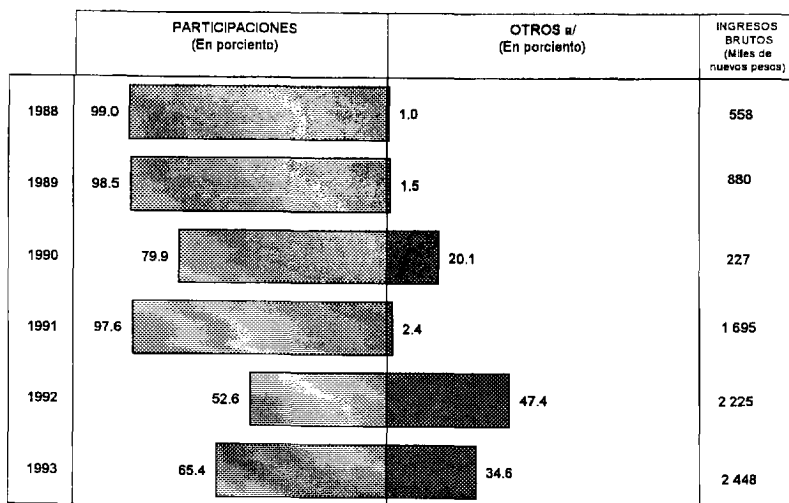 PARTICIPACIONES
(En porciento)
OTROS a/
(En porciento)
INGRESOS
BRUTOS
(Miles de
nuevos pesos)
1988 99.0 1.0 558
1989 98.5 1.5 880
1990 79.9 20.1 227
1991 97.6 2.4 1 695
1992 52.6 47.4 2 225
1993 65.4 34.6 2 448